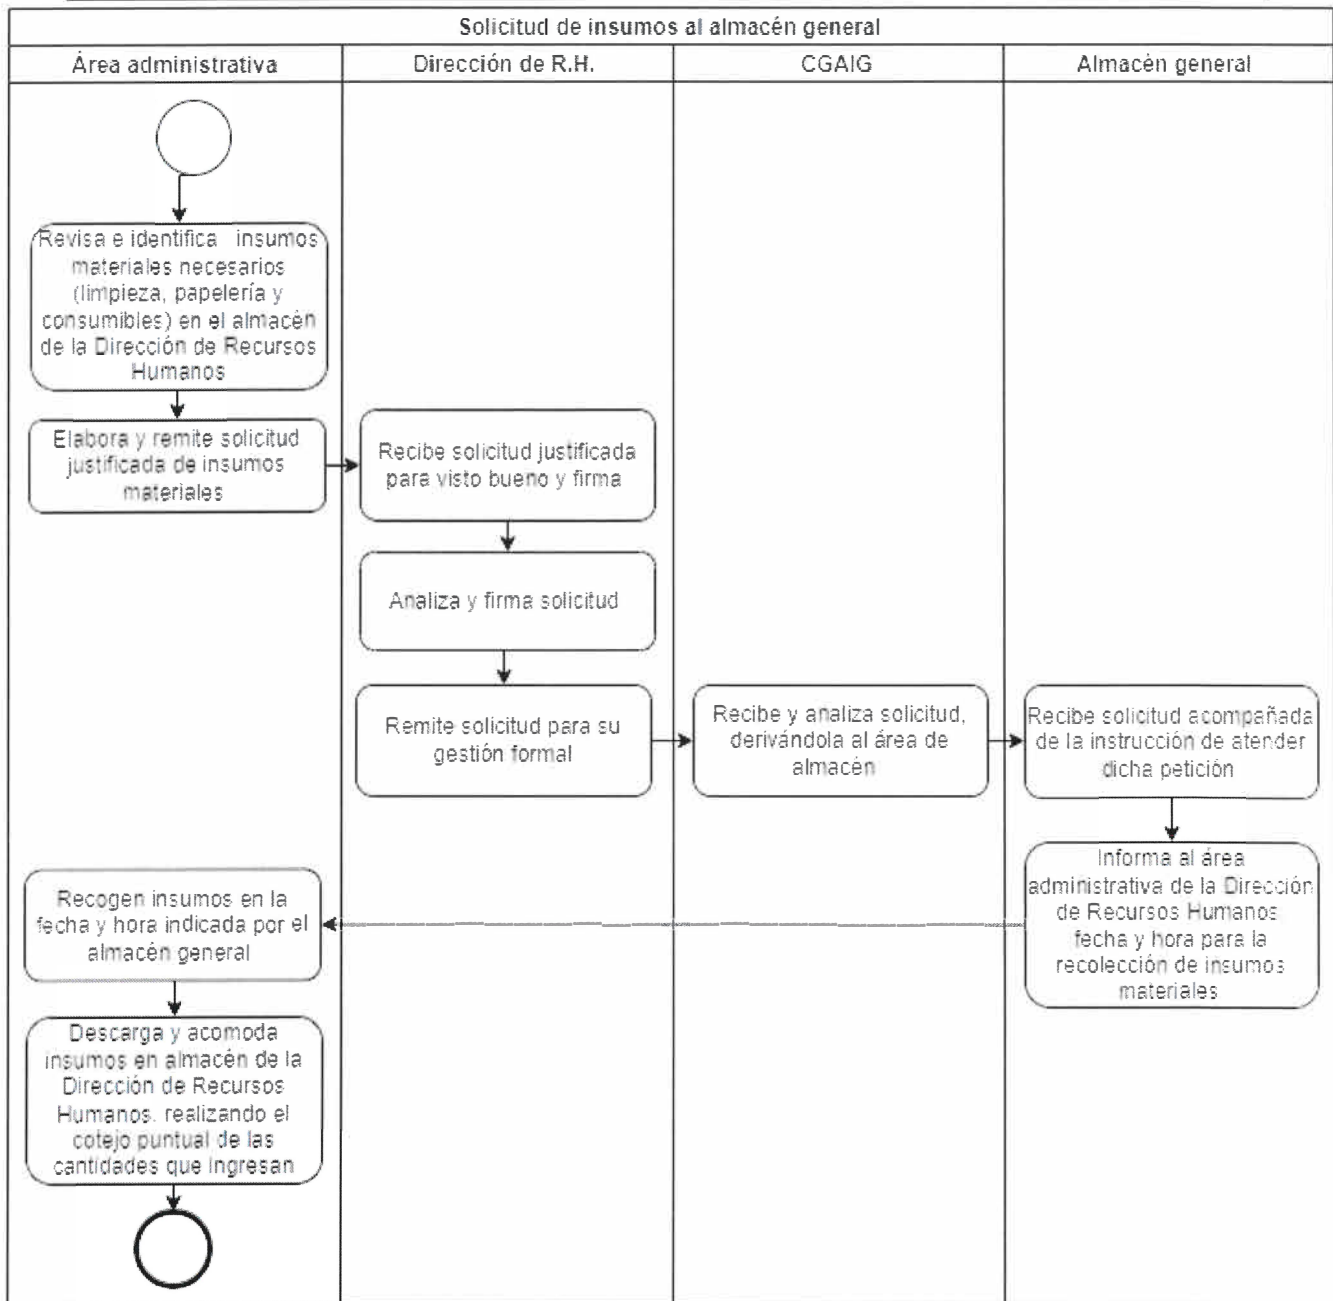 Solicitud de insumos al almacén general
Área administrativa
Dirección de R.H.
CGAIG
Almacén general
Revisa e identifica insumos
materiales necesarios
(limpieza, papelería y
consumibles) en el almacén
de la Dirección de Recursos
Humanos
Elabora y remite solicitud
justificada de insumos
materiales
Recibe solicitud justificada
para visto bueno y firma
Analiza y firma solicitud
Remite solicitud para su
gestión formal
Recibe y analiza solicitud,
derivándola al área de
almacén
Recibe solicitud acompañada
de la instrucción de atender
dicha petición
Informa al área
administrativa de la Dirección
de Recursos Humanos
fecha y hora para la
recolección de insumos
materiales
Recogen insumos en la
fecha y hora indicada por el
almacén general
Descarga y acomoda
insumos en almacén de la
Dirección de Recursos
Humanos. realizando el
cotejo puntual de las
cantidades que ingresan